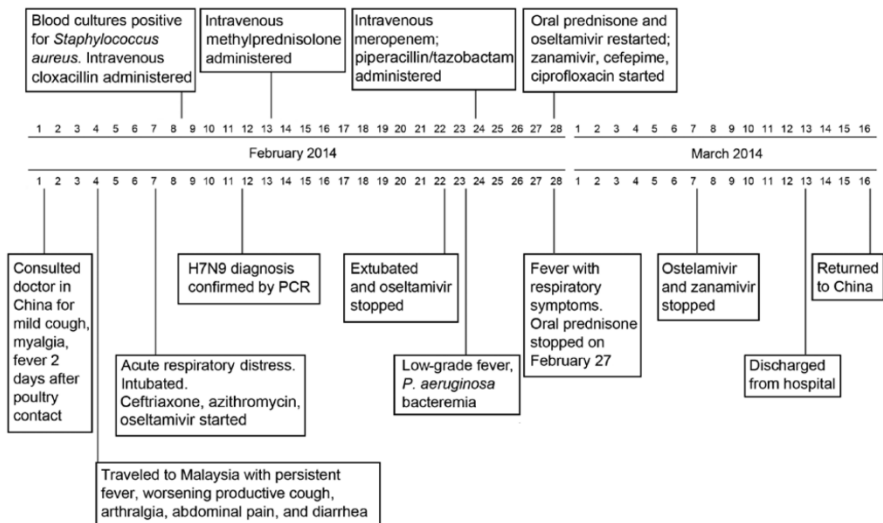 Blood cultures positive
for Staphylococcus
aureus. Intravenous
cloxacillin administered
Intravenous
methylprednisolone
administered
Intravenous
meropenem;
piperacillin/tazobactam
administered
Oral prednisone and
oseltamivir restarted;
zanamivir, cefepime,
ciprofloxacin started
1 2 3 4 5 6 7 8 9 10 11 12 13 14 15 16 17 18 19 20 21 22 23 24 25 26 27 28 1 2 3 4 5 6 7 8 9 10 11 12 13 14 15 16
February 2014 March 2014
1 2 3 4 5 6 7 8 9 10 11 12 13 14 15 16 17 18 19 20 21 22 23 24 25 26 27 28 1 2 3 4 5 6 7 8 9 10 11 12 13 14 15 16
Consulted
doctor in
China for
mild cough,
myalgia,
fever 2
days after
poultry
contact
H7N9 diagnosis
confirmed by PCR
Extubated
and oseltamivir
stopped
Fever with
respiratory
symptoms.
Oral prednisone
stopped on
February 27
Ostelamivir
and zanamivir
stopped
Returned
to China
Acute respiratory distress.
Intubated.
Ceftriaxone, azithromycin,
oseltamivir started
Low-grade fever,
P. aeruginosa
bacteremia
Discharged
from hospital
Traveled to Malaysia with persistent
fever, worsening productive cough,
arthralgia, abdominal pain, and diarrhea